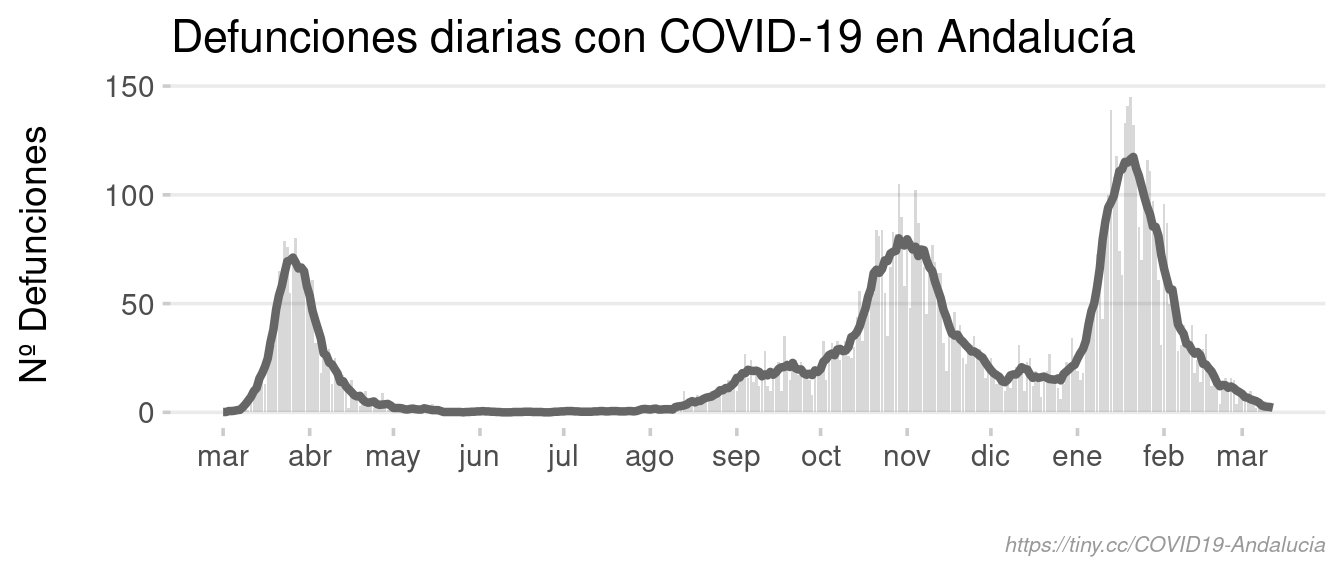 Defunciones diarias con COVID-19 en Andalucía
Nº Defunciones
150
100
50
0
mar abr may jun jul ago sep oct nov dic ene feb mar
https://tiny.cc/COVID19-Andalucia